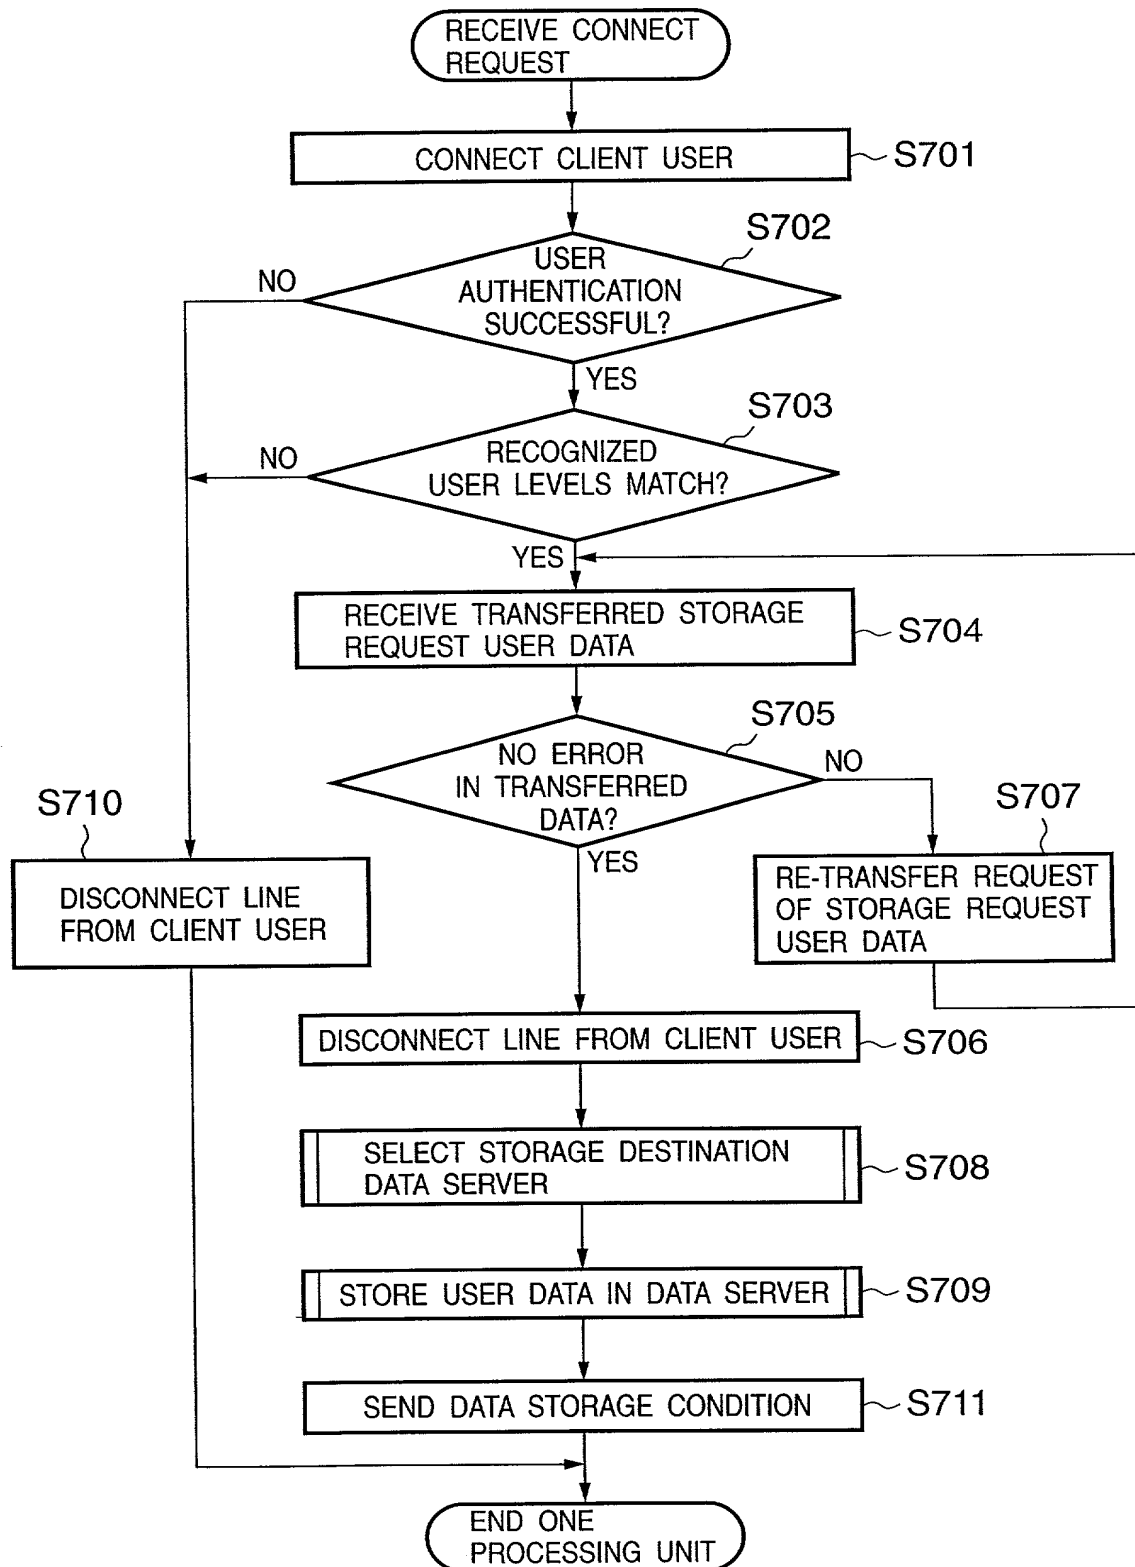 RECEIVE CONNECT
REQUEST
CONNECT CLIENT USER
S701
S702
USER
AUTHENTICATION
SUCCESSFUL?
NO
YES
S703
RECOGNIZED
USER LEVELS MATCH?
NO
YES
RECEIVE TRANSFERRED STORAGE
REQUEST USER DATA
S704
S705
NO ERROR
IN TRANSFERRED
DATA?
NO
YES
S710
DISCONNECT LINE
FROM CLIENT USER
S707
RE-TRANSFER REQUEST
OF STORAGE REQUEST
USER DATA
DISCONNECT LINE FROM CLIENT USER
S706
SELECT STORAGE DESTINATION
DATA SERVER
S708
STORE USER DATA IN DATA SERVER
S709
SEND DATA STORAGE CONDITION
S711
END ONE
PROCESSING UNIT